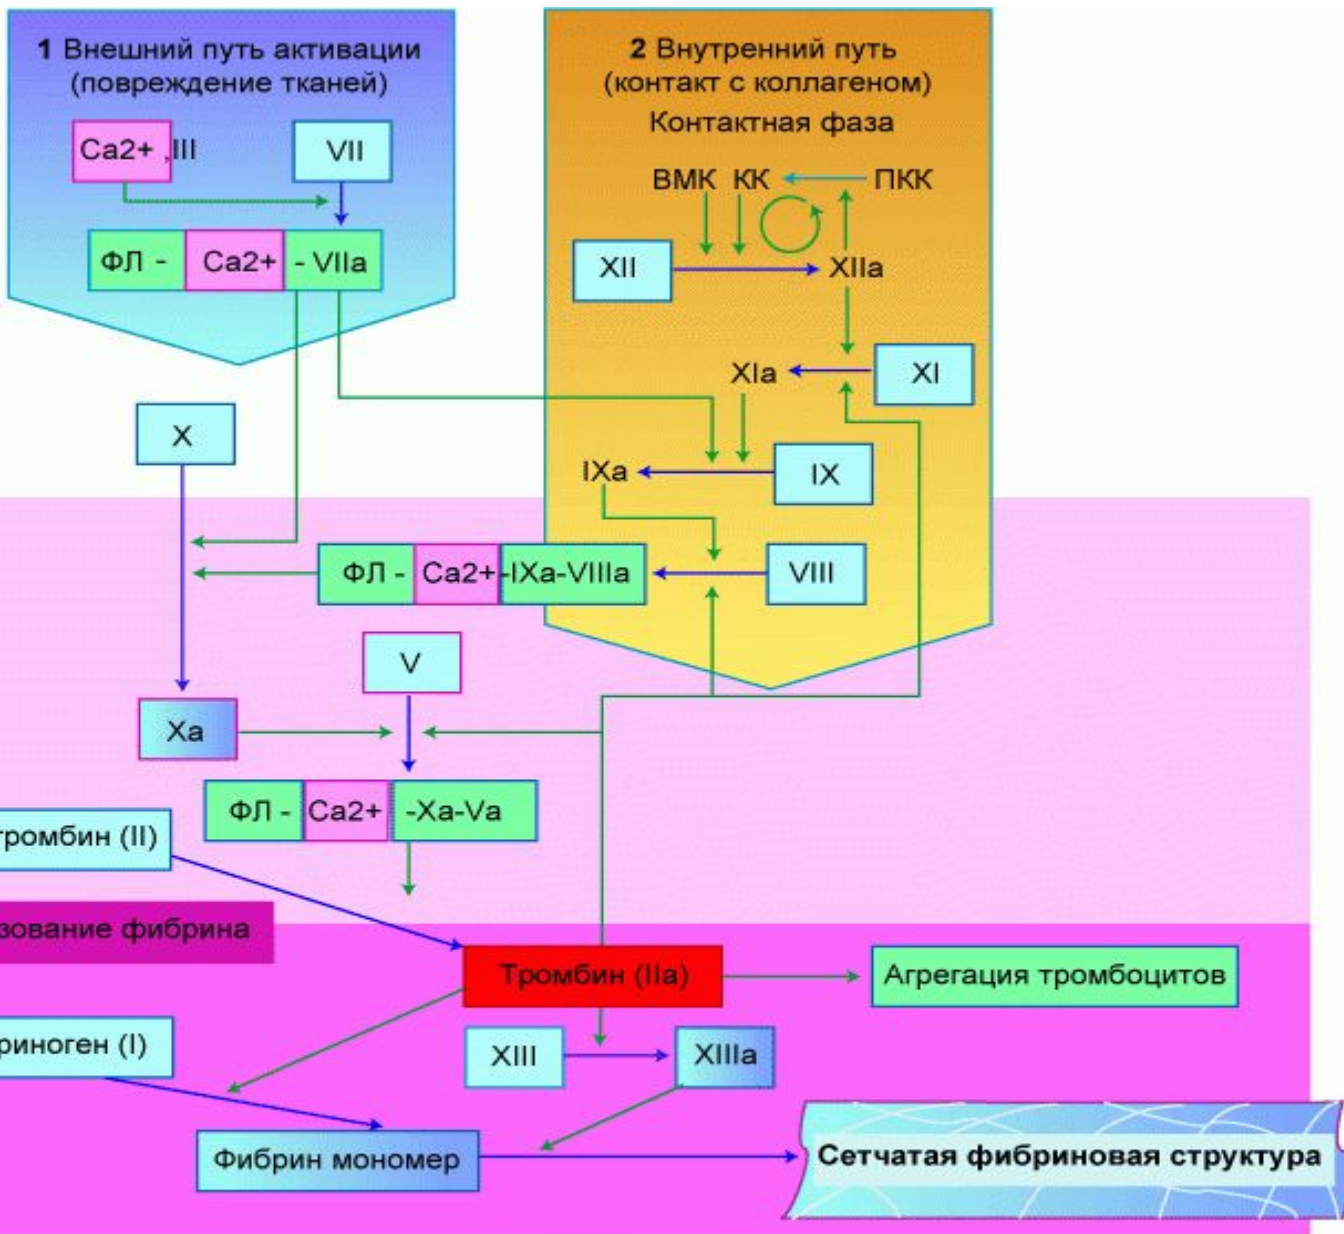 1 Внешний путь активации
(повреждение тканей)
Ca2+ ,III
VII
ФЛ - Ca2+ - VIIa
2 Внутренний путь
(контакт с коллагеном)
Контактная фаза
ВМК КК ПКК
XII
XIIa
XIa
XI
IXa
IX
X
ФЛ - Ca2+ -IXa-VIIIa
VIII
V
Xa
ФЛ - Ca2+ -Xa-Va
тромбин (II)
зование фибрина
Тромбин (IIa)
Агрегация тромбоцитов
риноген (I)
XIII
XIIIa
Фибрин мономер
Сетчатая фибриновая структура